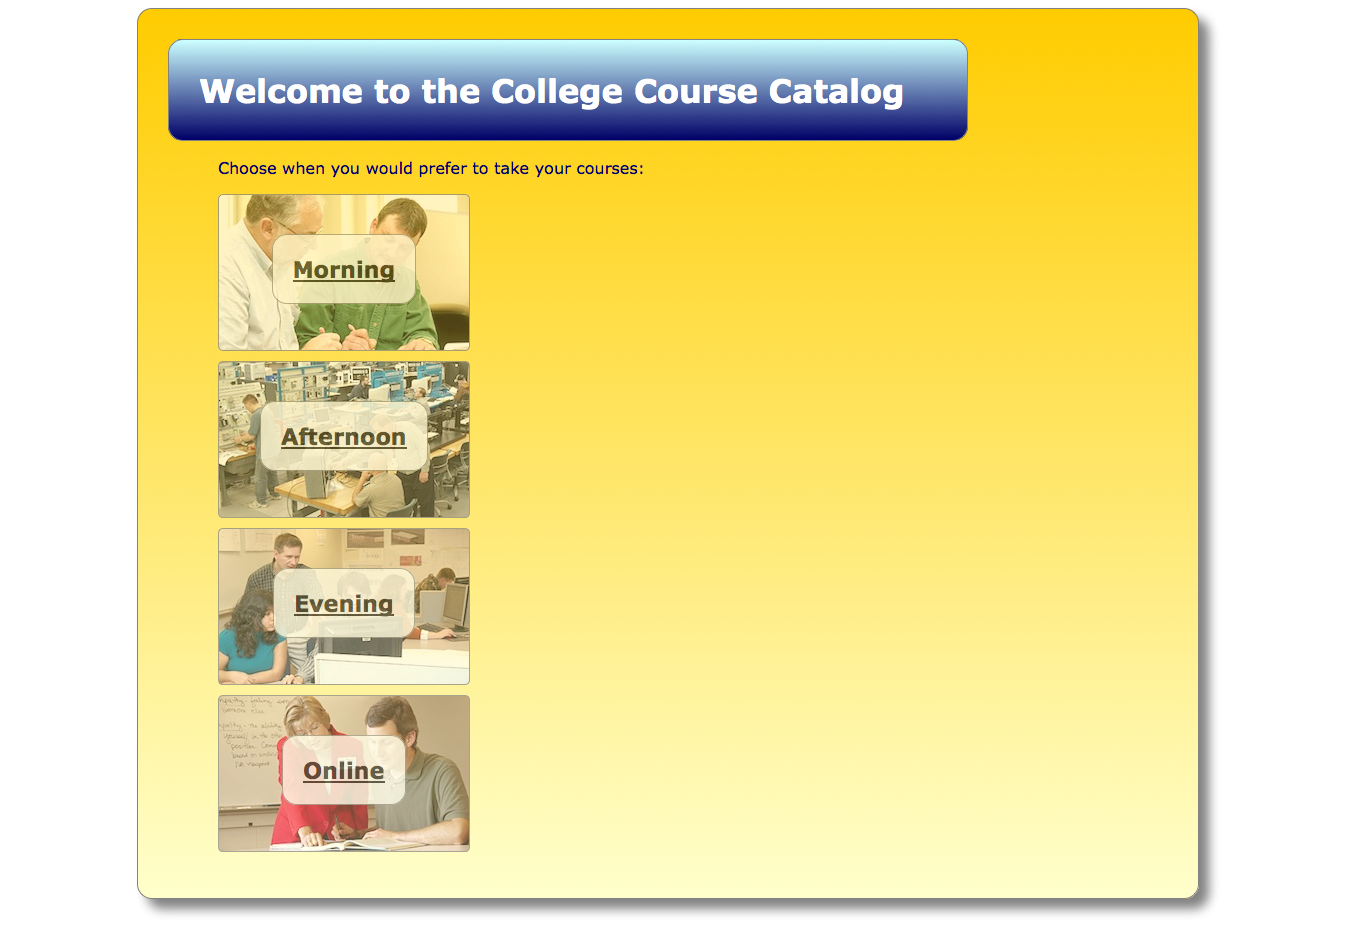 Welcome to the College Course Catalog
Choose when you would prefer to take your courses:
Morning
Afternoon
Evening
Online